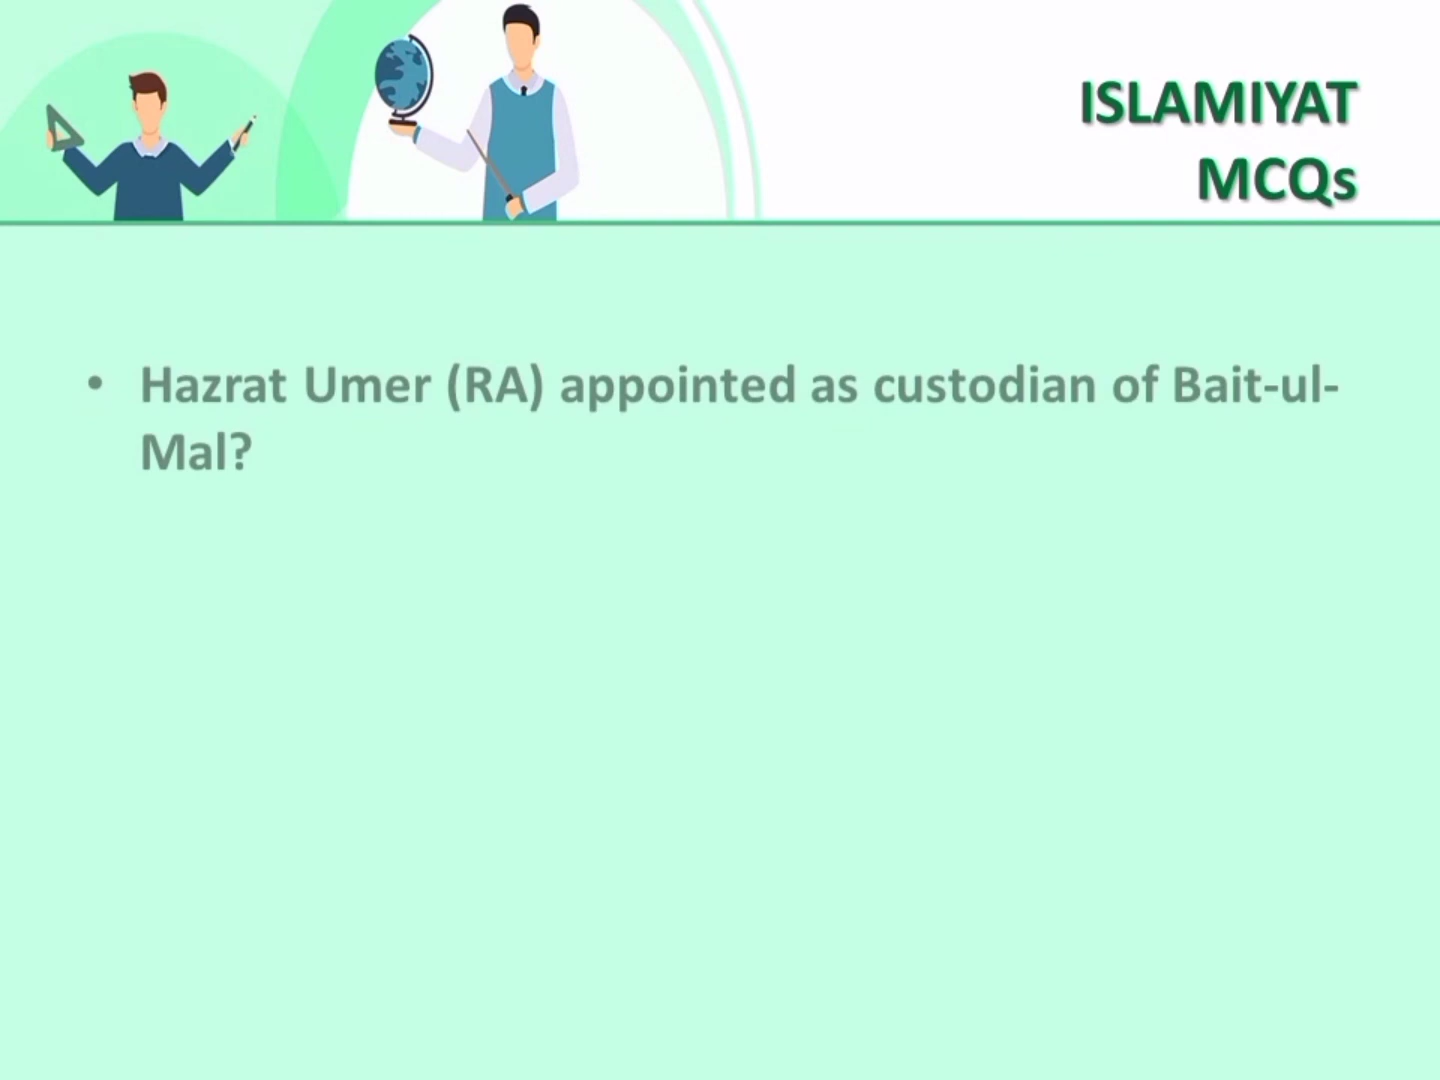 ISLAMIYAT
MCQs
• Hazrat Umer (RA) appointed as custodian of Bait-ul-
Mal?